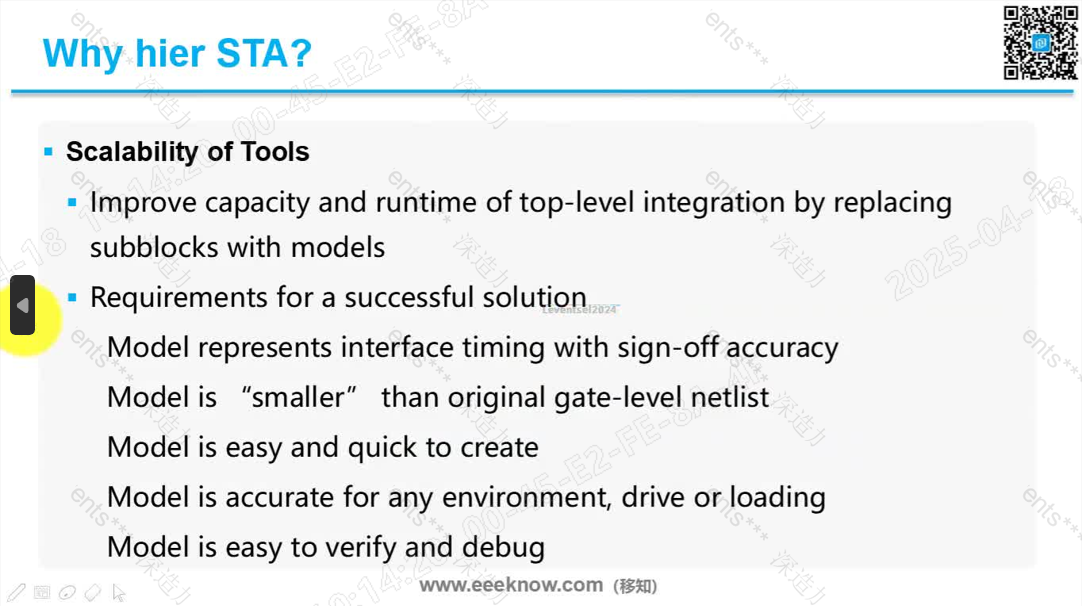 Why hier STA?
Scalability of Tools
Improve capacity and runtime of top-level integration by replacing
subblocks with models
Requirements for a successful solution
Model represents interface timing with sign-off accuracy
Model is “smaller” than original gate-level netlist
Model is easy and quick to create
Model is accurate for any environment, drive or loading
Model is easy to verify and debug
www.eeeknow.com (移知)